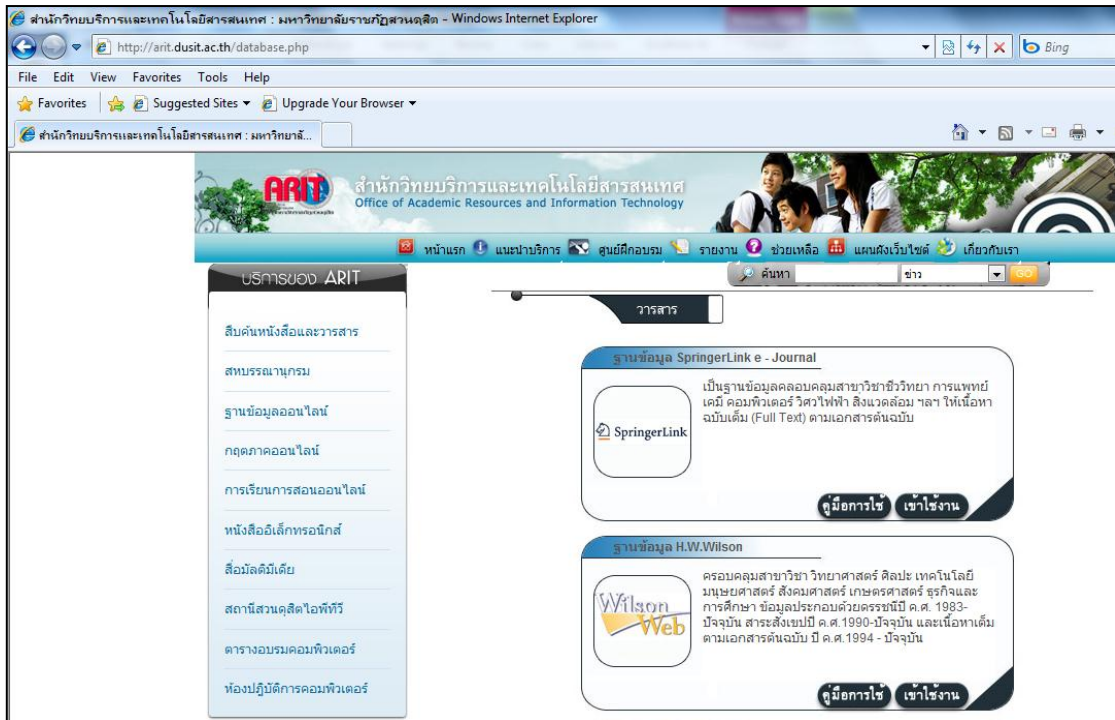 สำนักวิทยบริการและเทคโนโลยีสารสนเทศ : มหาวิทยาลัยราชภัฏสวนดุสิต - Windows Internet Explorer
http://arit.dusit.ac.th/database.php
Bing
File Edit View Favorites Tools Help
Favorites Suggested Sites Upgrade Your Browser
สำนักวิทยบริการและเทคโนโลยีสารสนเทศ : มหาวิทยาลั...
ARIT
สำนักวิทยบริการและเทคโนโลยีสารสนเทศ
Office of Academic Resources and Information Technology
หน้าแรก แนะนำบริการ ศูนย์ฝึกอบรม รายงาน ช่วยเหลือ แผนผังเว็บไซต์ เกี่ยวกับเรา
ค้นหา ข่าว GO
บริการของ ARIT
สืบค้นหนังสือและวารสาร
สหบรรณานุกรม
ฐานข้อมูลออนไลน์
กฤตภาคออนไลน์
การเรียนการสอนออนไลน์
หนังสืออิเล็กทรอนิกส์
สื่อมัลติมีเดีย
สถานีสวนดุสิตไอพีทีวี
ตารางอบรมคอมพิวเตอร์
ห้องปฏิบัติการคอมพิวเตอร์
วารสาร
ฐานข้อมูล SpringerLink e - Journal
SpringerLink
เป็นฐานข้อมูลคลอบคลุมสาขาวิชาชีววิทยา การแพทย์
เคมี คอมพิวเตอร์ วิศวไฟฟ้า สิ่งแวดล้อม ฯลฯ ให้เนื้อหา
ฉบับเต็ม (Full Text) ตามเอกสารต้นฉบับ
คู่มือการใช้ เข้าใช้งาน
ฐานข้อมูล H.W.Wilson
Wilson
Web
ครอบคลุมสาขาวิชา วิทยาศาสตร์ ศิลปะ เทคโนโลยี
มนุษยศาสตร์ สังคมศาสตร์ เกษตรศาสตร์ ธุรกิจและ
การศึกษา ข้อมูลประกอบด้วยดรรชนีปี ค.ศ. 1983-
ปัจจุบัน สาระสังเขปปี ค.ศ.1990-ปัจจุบัน และเนื้อหาเต็ม
ตามเอกสารต้นฉบับ ปี ค.ศ.1994 - ปัจจุบัน
คู่มือการใช้ เข้าใช้งาน